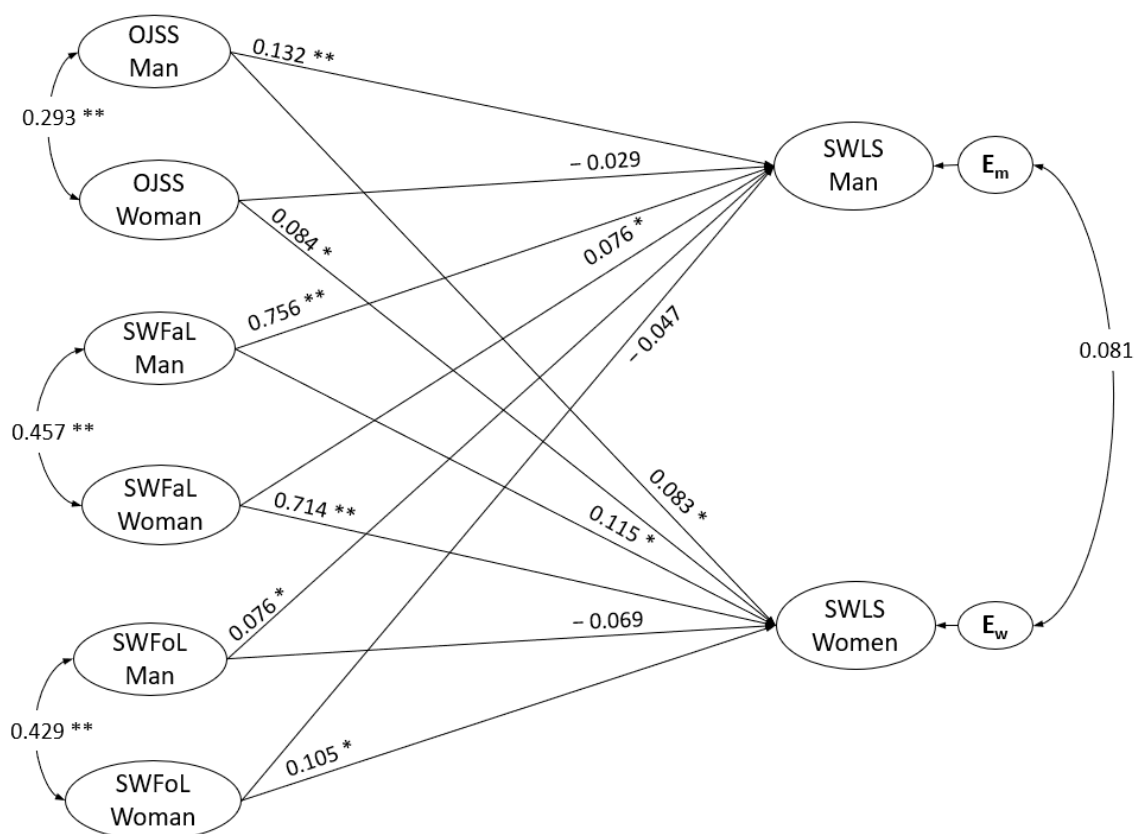 OJSS
Man
0.132 **
0.293 **
OJSS
Woman
− 0.029
0.084 *
SWLS
Man
Em
0.076 *
SWFaL
Man
0.756 **
− 0.047
0.081
0.457 **
SWFaL
Woman
0.714 **
0.083 *
0.115 *
SWFoL
Man
0.076 *
− 0.069
SWLS
Women
Ew
0.429 **
SWFoL
Woman
0.105 *